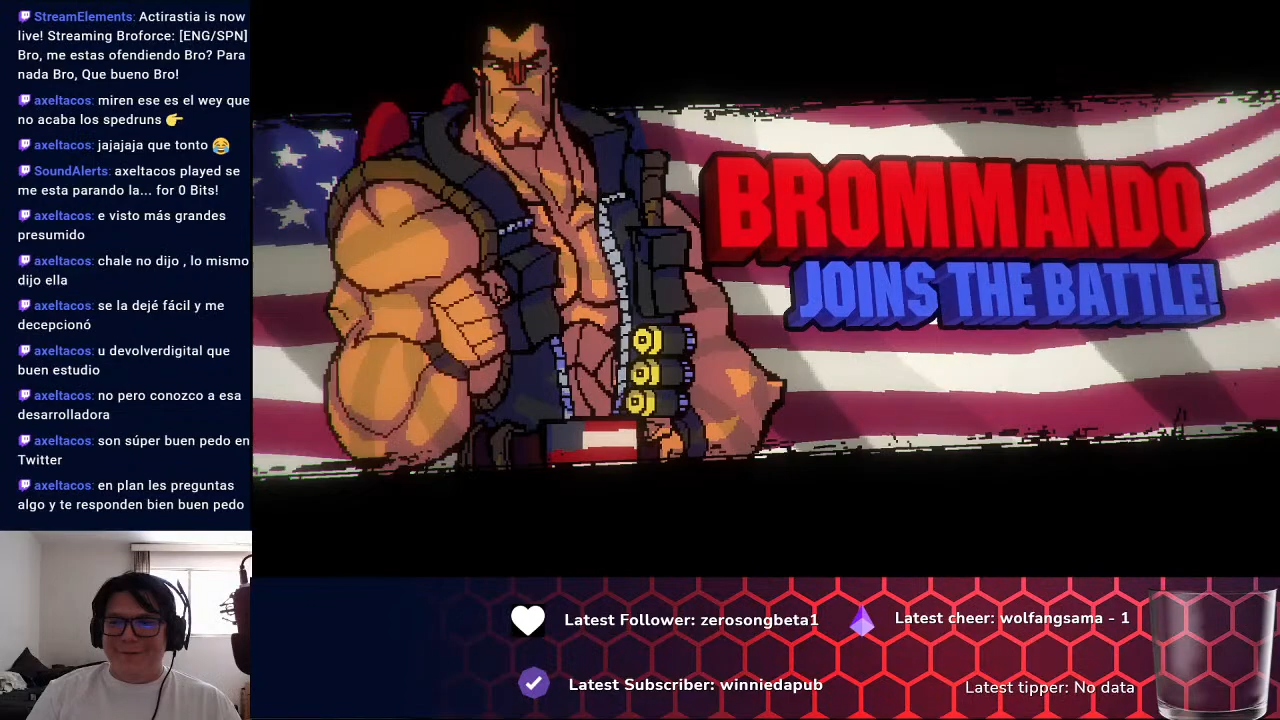 StreamElements: Actirastia is now
live! Streaming Broforce: [ENG/SPN]
Bro, me estas ofendiendo Bro? Para
nada Bro, Que bueno Bro!
axeltacos: miren ese es el wey que
no acaba los spedruns 👉
axeltacos: jajajaja que tonto 😂
SoundAlerts: axeltacos played se
me esta parando la... for 0 Bits!
axeltacos: e visto más grandes
presumido
axeltacos: chale no dijo , lo mismo
dijo ella
axeltacos: se la dejé fácil y me
decepcionó
axeltacos: u devolverdigital que
buen estudio
axeltacos: no pero conozco a esa
desarrolladora
axeltacos: son súper buen pedo en
Twitter
axeltacos: en plan les preguntas
algo y te responden bien buen pedo
BROMMANDO
JOINS THE BATTLE!
Latest Follower: zerosongbeta1
Latest cheer: wolfangsama - 1
Latest Subscriber: winniedapub
Latest tipper: No data